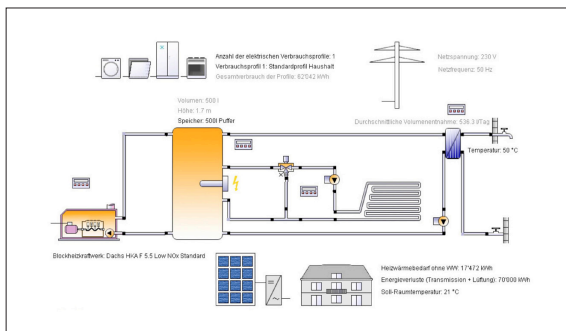 Anzahl der elektrischen Verbrauchsprofile: 1
Verbrauchsprofil 1: Standardprofil Haushalt
Gesamtverbrauch der Profile: 82'042 kWh
Netzspannung: 230 V
Netzfrequenz: 50 Hz
Volumen: 500 l
Höhe: 1,7 m
Speicher: 500l Puffer
Durchschnittliche Volumenentnahme: 536,3 l/Tag
Temperatur: 50 °C
Blockheizkraftwerk: Dachs HKA F 5.5 Low NOx Standard
Heizwärmebedarf ohne WW: 17'472 kWh
Energieverluste (Transmission + Lüftung): 70'008 kWh
Soll-Raumtemperatur: 21 °C